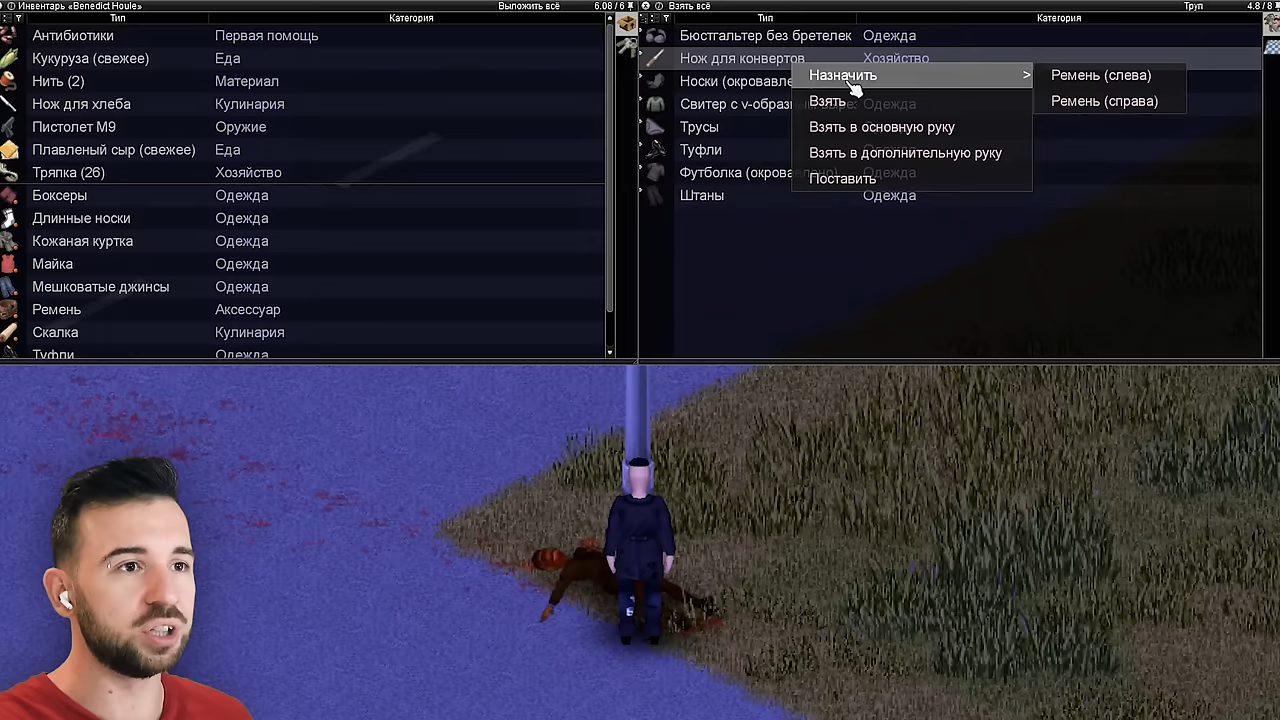 Инвентарь «Benedict Houle» Выложить всё 6.08 / 6
Тип Категория
Антибиотики Первая помощь
Кукуруза (свежее) Еда
Нить (2) Материал
Нож для хлеба Кулинария
Пистолет M9 Оружие
Плавленый сыр (свежее) Еда
Тряпка (26) Хозяйство
Боксеры Одежда
Длинные носки Одежда
Кожаная куртка Одежда
Майка Одежда
Мешковатые джинсы Одежда
Ремень Аксессуар
Скалка Кулинария
Туфли Одежда
Взять всё Труп 4.8 / 8
Тип Категория
Бюстгальтер без бретелек Одежда
Нож для конвертов Хозяйство
Носки (окровавле
Свитер с v-образ Одежда
Трусы
Туфли
Футболка (окрова Одежда
Штаны Одежда
Назначить >
Взять
Взять в основную руку
Взять в дополнительную руку
Поставить
Ремень (слева)
Ремень (справа)